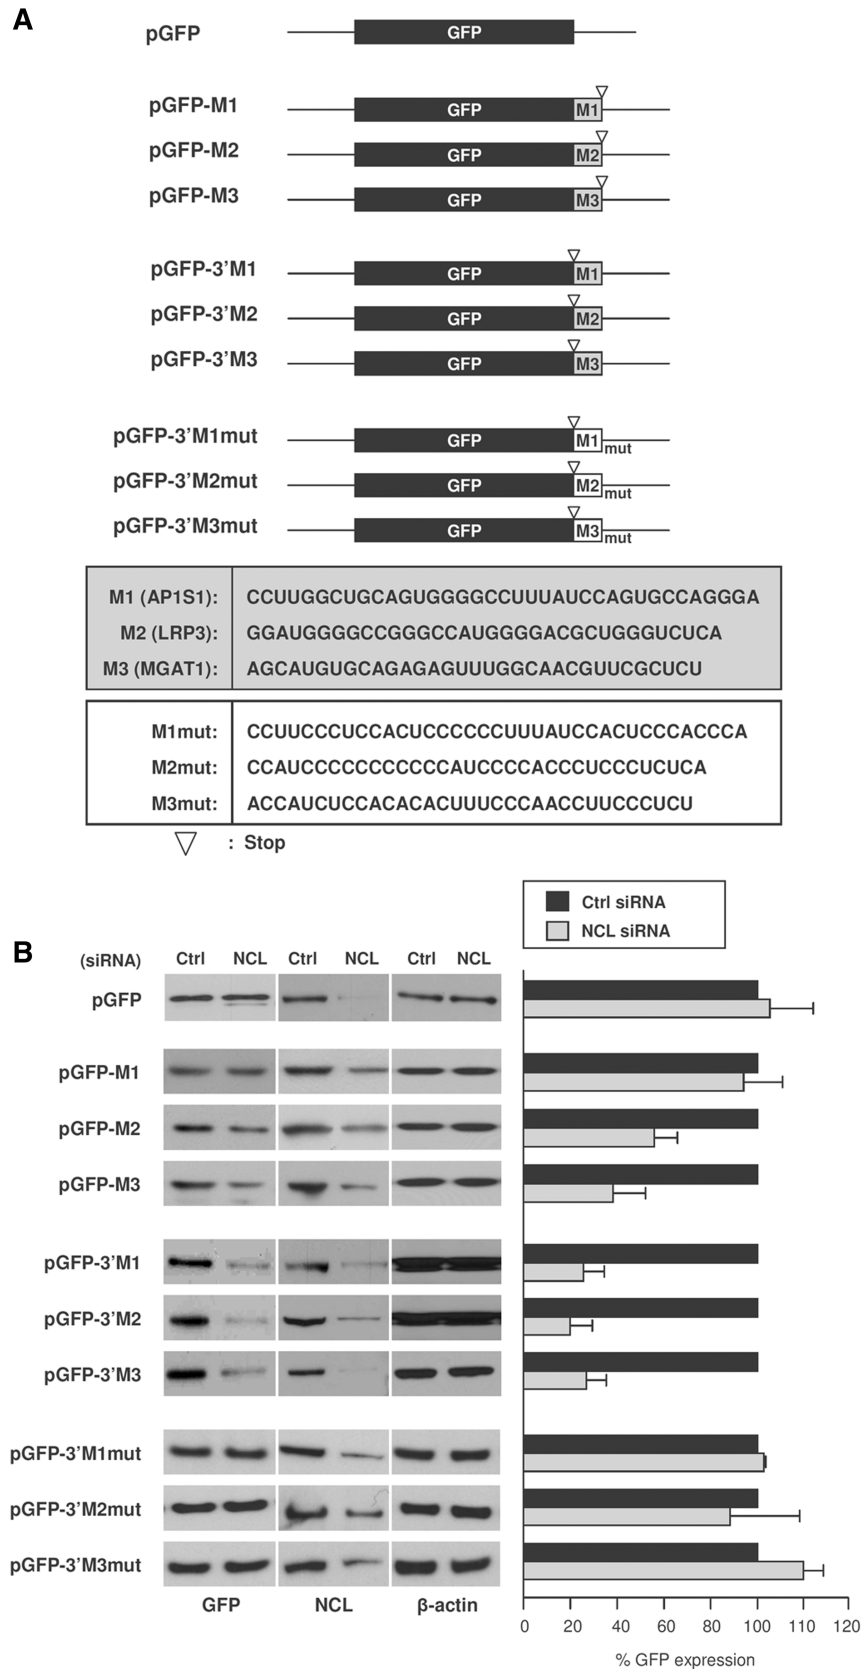 A
pGFP GFP
pGFP-M1 GFP M1
pGFP-M2 GFP M2
pGFP-M3 GFP M3
pGFP-3’M1 GFP M1
pGFP-3’M2 GFP M2
pGFP-3’M3 GFP M3
pGFP-3’M1mut GFP M1 mut
pGFP-3’M2mut GFP M2 mut
pGFP-3’M3mut GFP M3 mut
M1 (AP1S1): CCUUGGCUGCAGUGGGGCCUUUAUCCAGUGCCAGGGA
M2 (LRP3): GGAUGGGGCCGGGCCAUGGGGACGCUGGGUCUCA
M3 (MGAT1): AGCAUGUGCAGAGAGUUUGGCAACGUUCGCUCU
M1mut: CCUUCCCUCCACUCCCCCCUUUAUCCACUCCCACCCA
M2mut: CCAUCCCCCCCCCCCAUCCCCACCCUCCCUCUCA
M3mut: ACCAUCUCCACACACUUUCCCAACCUUCCCUCU
: Stop
Ctrl siRNA
NCL siRNA
B
(siRNA) Ctrl NCL Ctrl NCL Ctrl NCL
pGFP
pGFP-M1
pGFP-M2
pGFP-M3
pGFP-3’M1
pGFP-3’M2
pGFP-3’M3
pGFP-3’M1mut
pGFP-3’M2mut
pGFP-3’M3mut
GFP NCL β-actin
0 20 40 60 80 100 110 120
% GFP expression